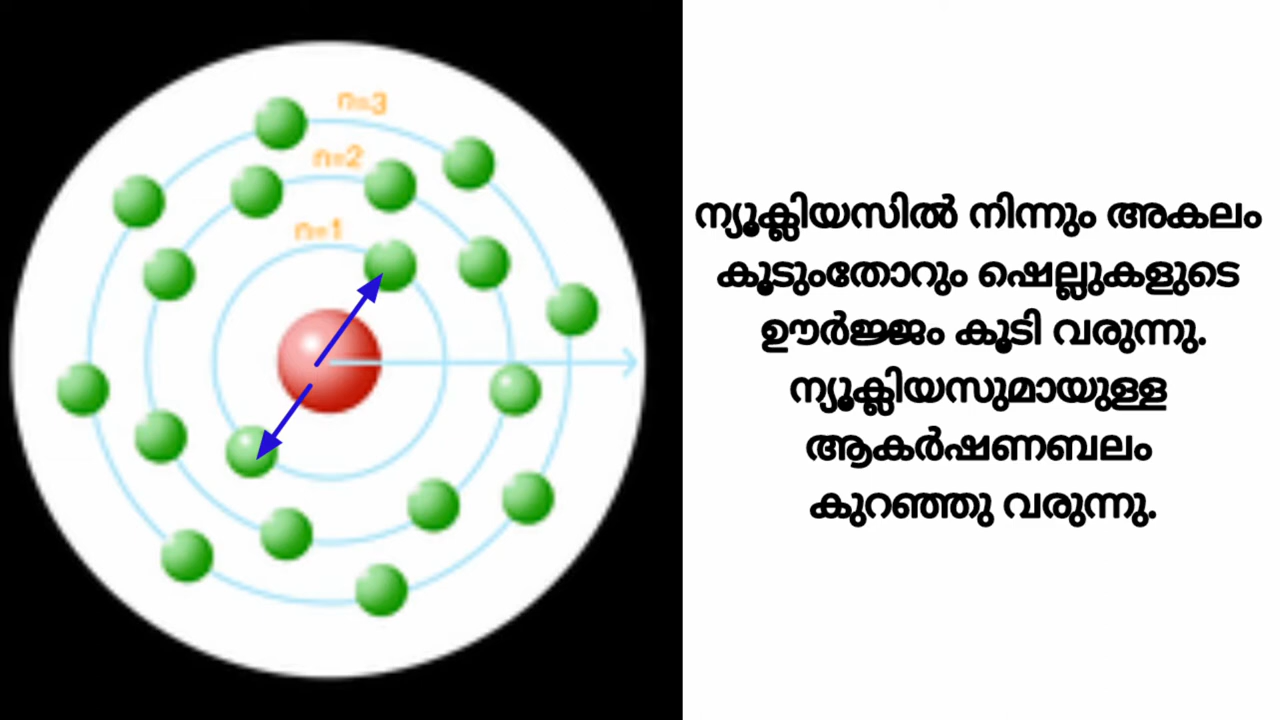 n=3
n=2
n=1
ന്യൂക്ലിയസിൽ നിന്നും അകലം
കൂടുംതോറും ഷെല്ലുകളുടെ
ഊർജ്ജം കൂടി വരുന്നു.
ന്യൂക്ലിയസുമായുള്ള
ആകർഷണബലം
കുറഞ്ഞു വരുന്നു.